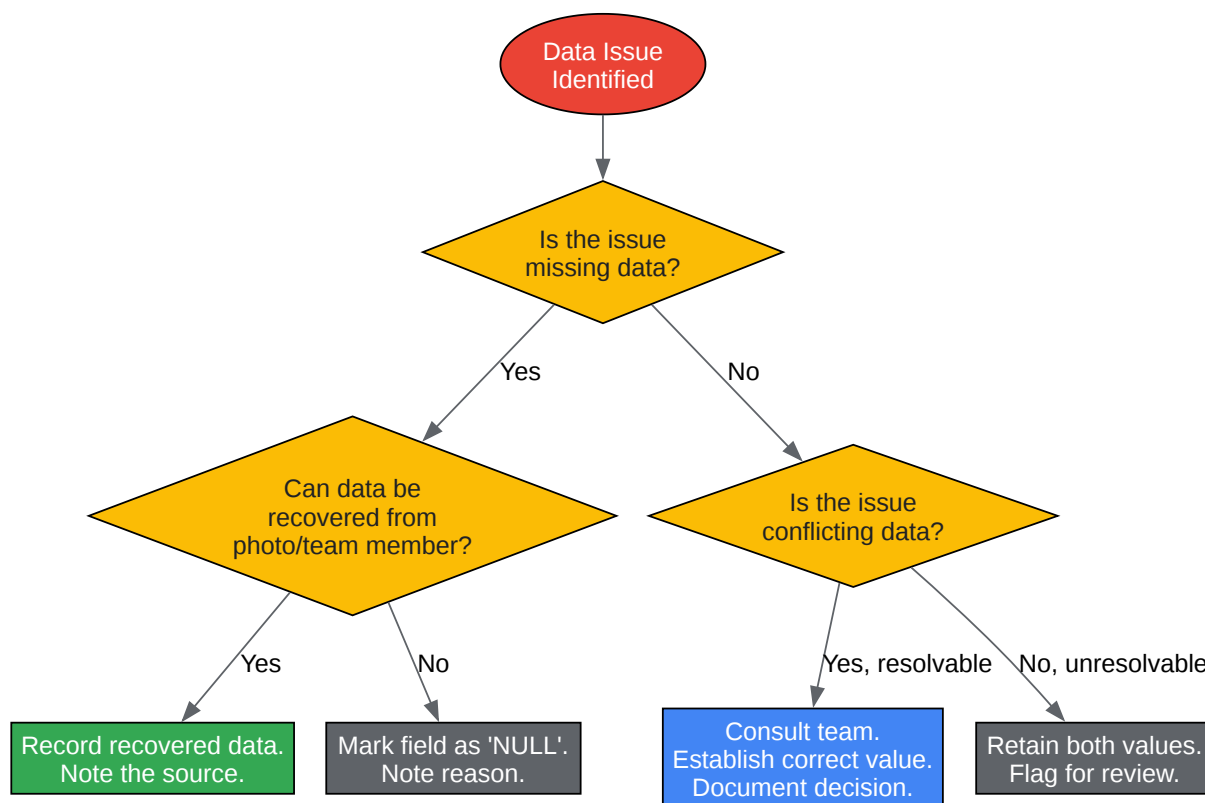 Data Issue
Identified
Is the issue
missing data?
Yes
No
Can data be
recovered from
photo/team member?
Is the issue
conflicting data?
Yes
No
Yes, resolvable
No, unresolvable
Record recovered data.
Note the source.
Mark field as 'NULL'.
Note reason.
Consult team.
Establish correct value.
Document decision.
Retain both values.
Flag for review.